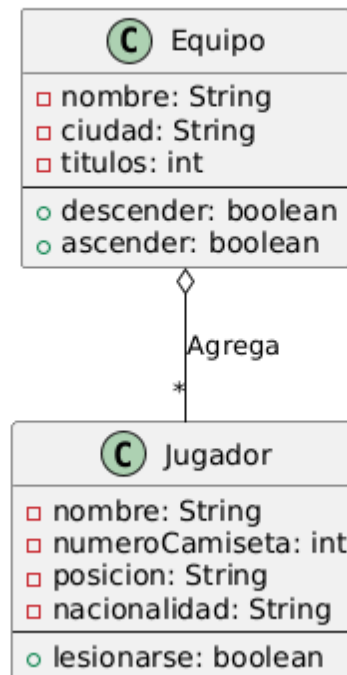 C Equipo
nombre: String
ciudad: String
titulos: int
descender: boolean
ascender: boolean
Agrega
*
C Jugador
nombre: String
numeroCamiseta: int
posicion: String
nacionalidad: String
lesionarse: boolean